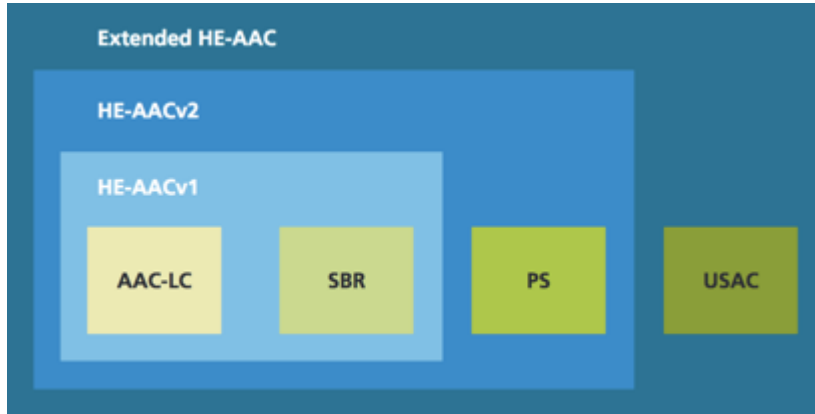 Extended HE-AAC
HE-AACv2
HE-AACv1
AAC-LC
SBR
PS
USAC